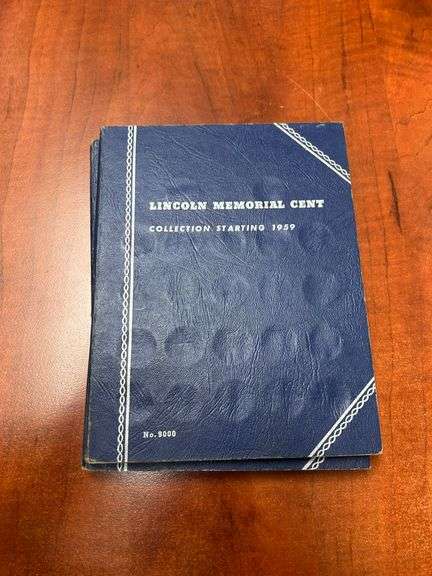 LINCOLN MEMORIAL CENT
COLLECTION STARTING 1959
No. 9000